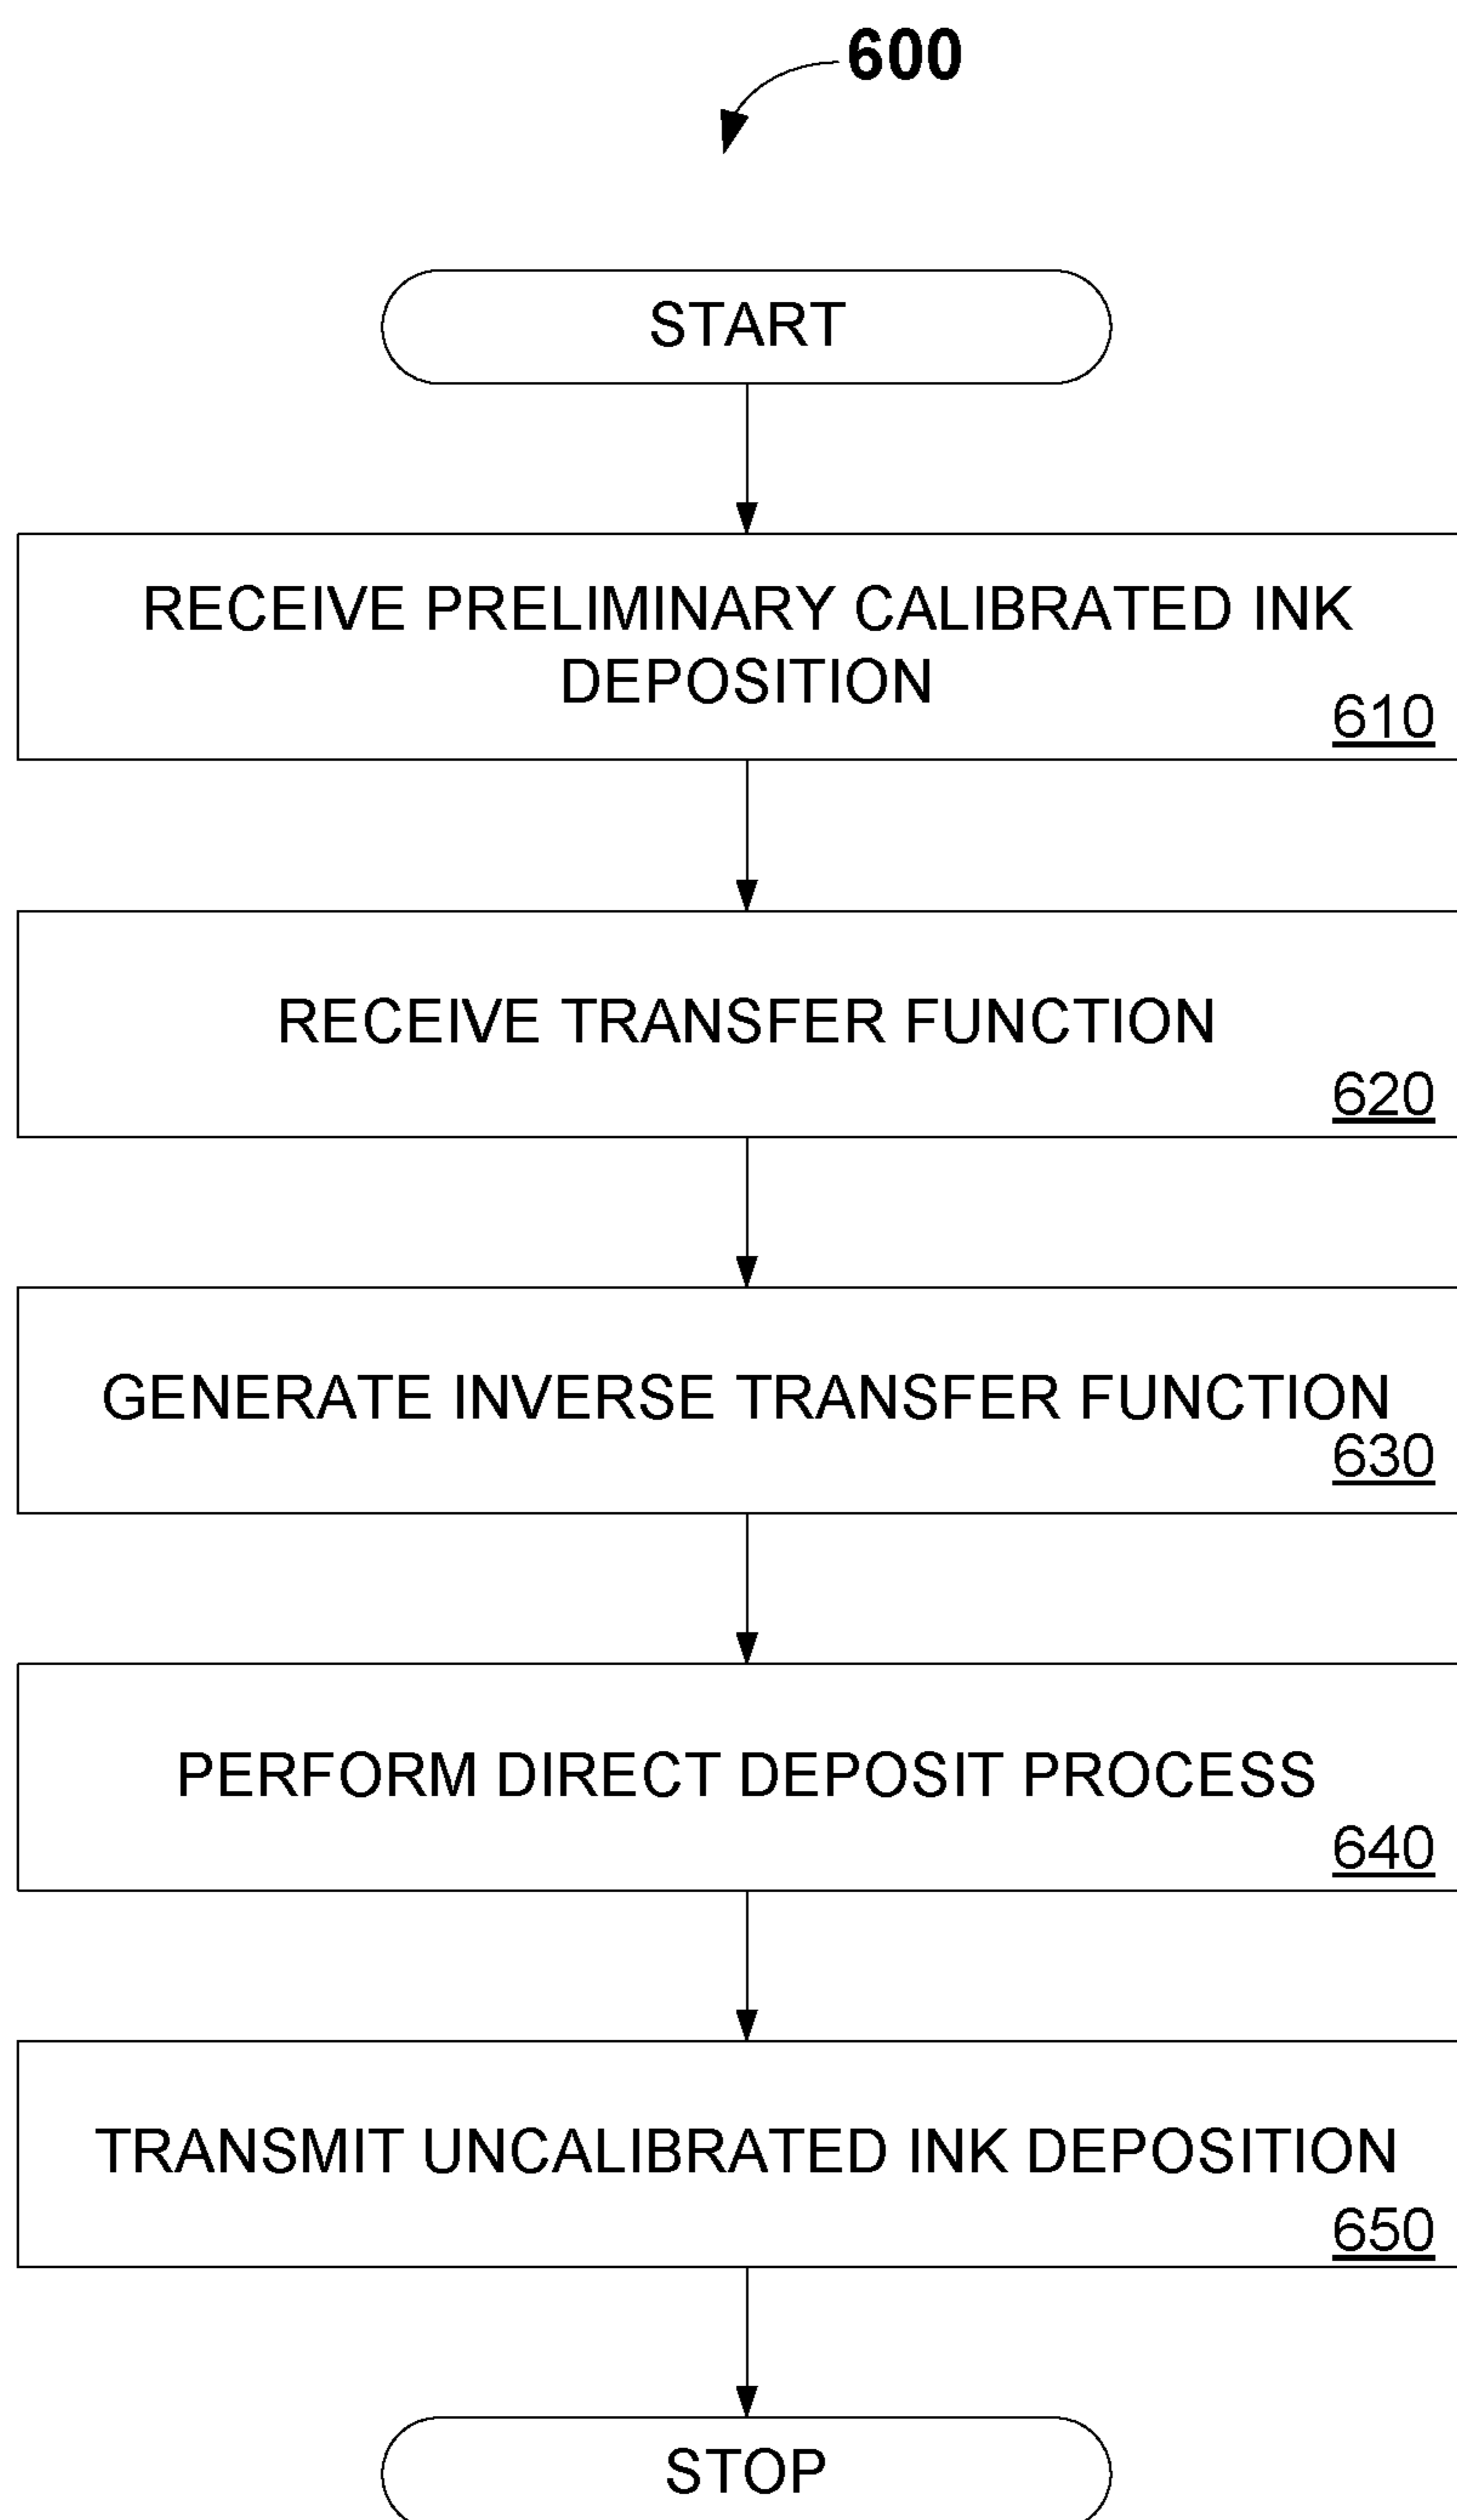 600
START
RECEIVE PRELIMINARY CALIBRATED INK
DEPOSITION
610
RECEIVE TRANSFER FUNCTION
620
GENERATE INVERSE TRANSFER FUNCTION
630
PERFORM DIRECT DEPOSIT PROCESS
640
TRANSMIT UNCALIBRATED INK DEPOSITION
650
STOP